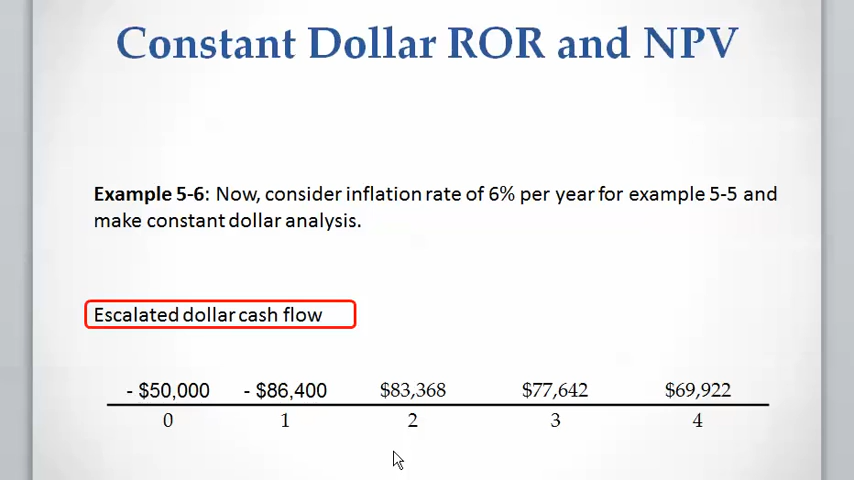 Constant Dollar ROR and NPV
Example 5-6: Now, consider inflation rate of 6% per year for example 5-5 and
make constant dollar analysis.
Escalated dollar cash flow
- $50,000 - $86,400 $83,368 $77,642 $69,922
0 1 2 3 4